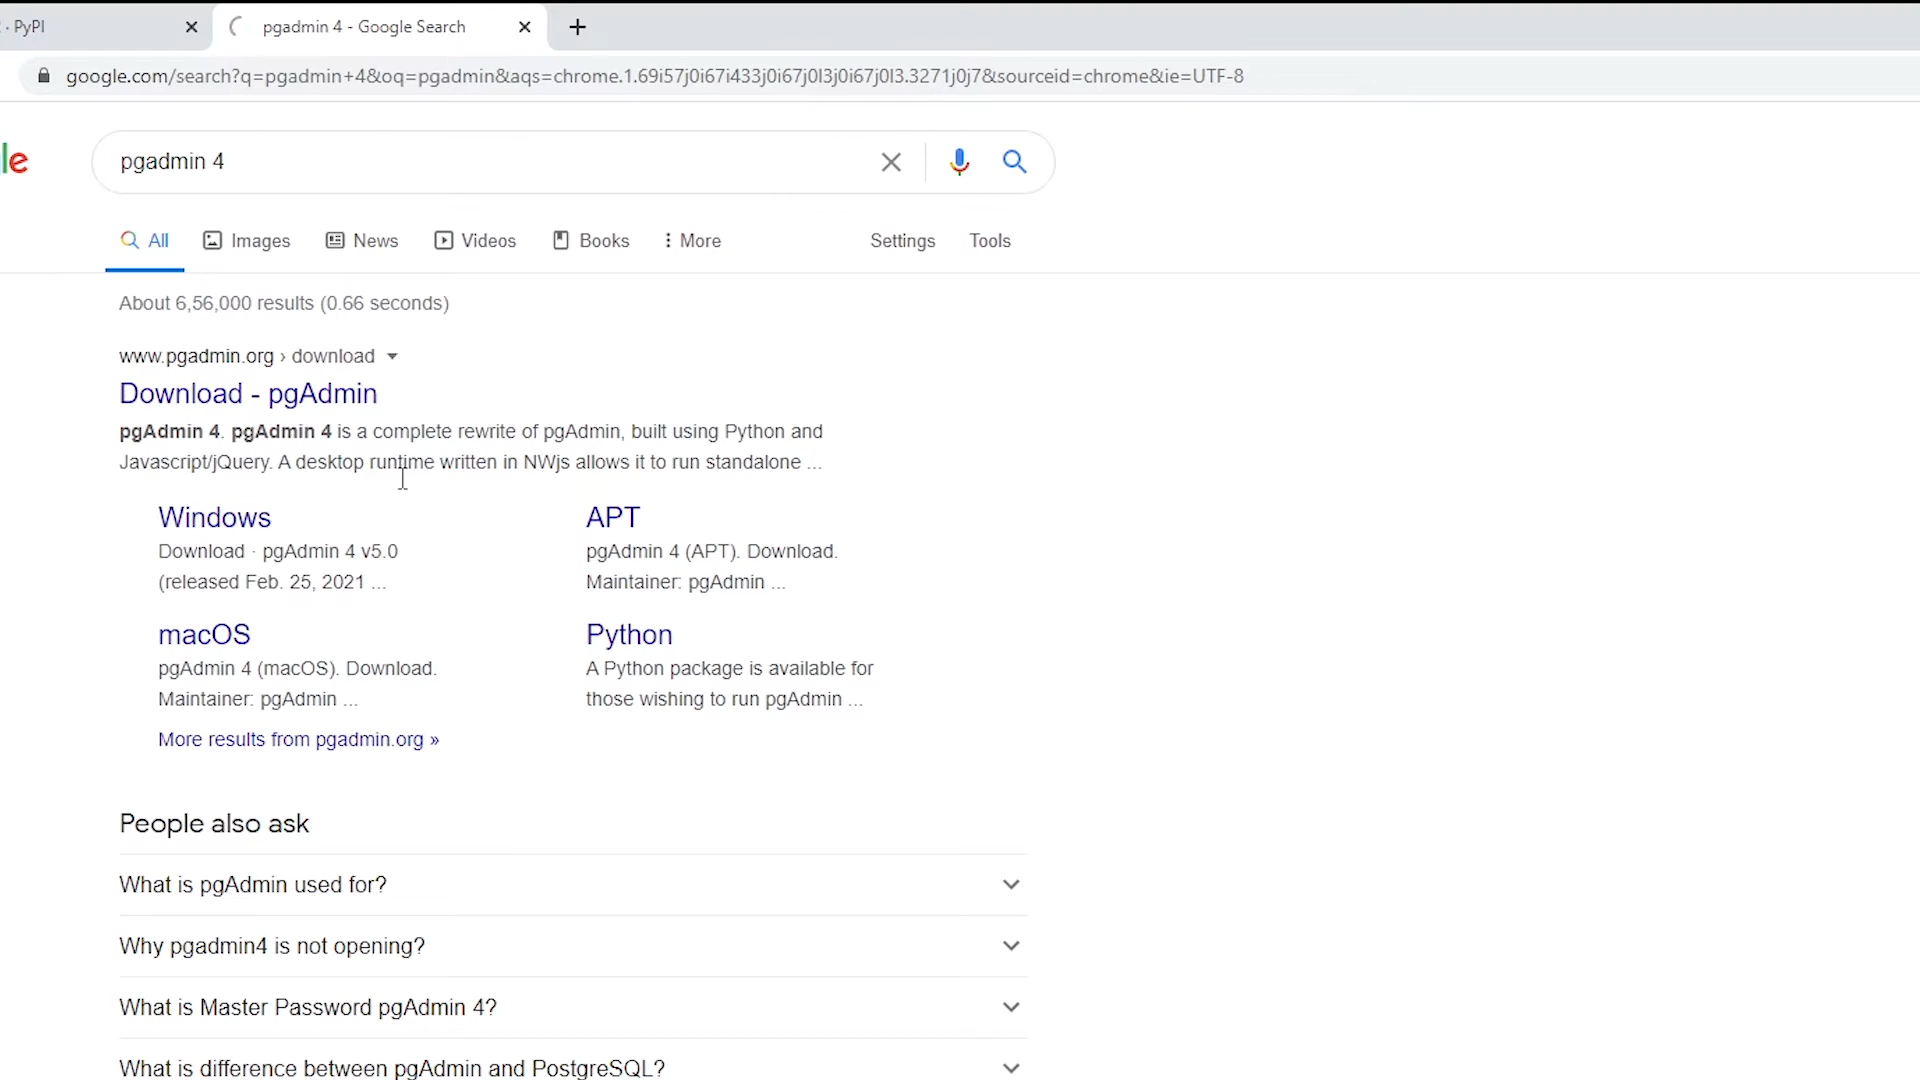 · PyPI
pgadmin 4 - Google Search
google.com/search?q=pgadmin+4&oq=pgadmin&aqs=chrome.1.69i57j0i67i433j0i67j0l3j0i67j0l3.3271j0j7&sourceid=chrome&ie=UTF-8
le
pgadmin 4
All Images News Videos Books More Settings Tools
About 6,56,000 results (0.66 seconds)
www.pgadmin.org › download
Download - pgAdmin
pgAdmin 4. pgAdmin 4 is a complete rewrite of pgAdmin, built using Python and
Javascript/jQuery. A desktop runtime written in NWjs allows it to run standalone ...
Windows
Download · pgAdmin 4 v5.0
(released Feb. 25, 2021 ...
APT
pgAdmin 4 (APT). Download.
Maintainer: pgAdmin ...
macOS
pgAdmin 4 (macOS). Download.
Maintainer: pgAdmin ...
Python
A Python package is available for
those wishing to run pgAdmin ...
More results from pgadmin.org »
People also ask
What is pgAdmin used for?
Why pgadmin4 is not opening?
What is Master Password pgAdmin 4?
What is difference between pgAdmin and PostgreSQL?